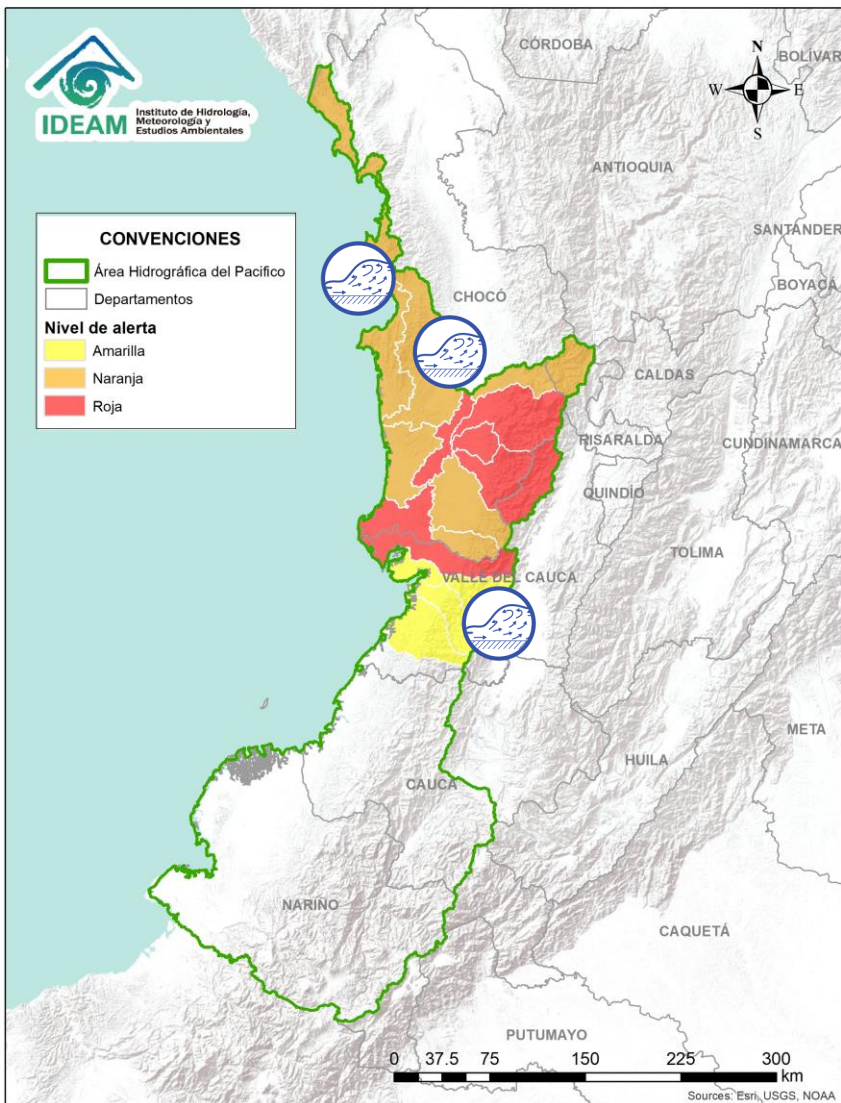 IDEAM
Instituto de Hidrología,
Meteorología y
Estudios Ambientales
N
W E
S
CÓRDOBA
BOLÍVAR
ANTIOQUIA
SANTANDER
BOYACÁ
CONVENCIONES
Área Hidrográfica del Pacifico
Departamentos
Nivel de alerta
Amarilla
Naranja
Roja
CHOCÓ
CALDAS
RISARALDA
CUNDINAMARCA
QUINDÍO
TOLIMA
VALLE DEL CAUCA
META
HUILA
CAUCA
NARIÑO
CAQUETÁ
PUTUMAYO
0 37.5 75 150 225 300
km
Sources: Esri, USGS, NOAA